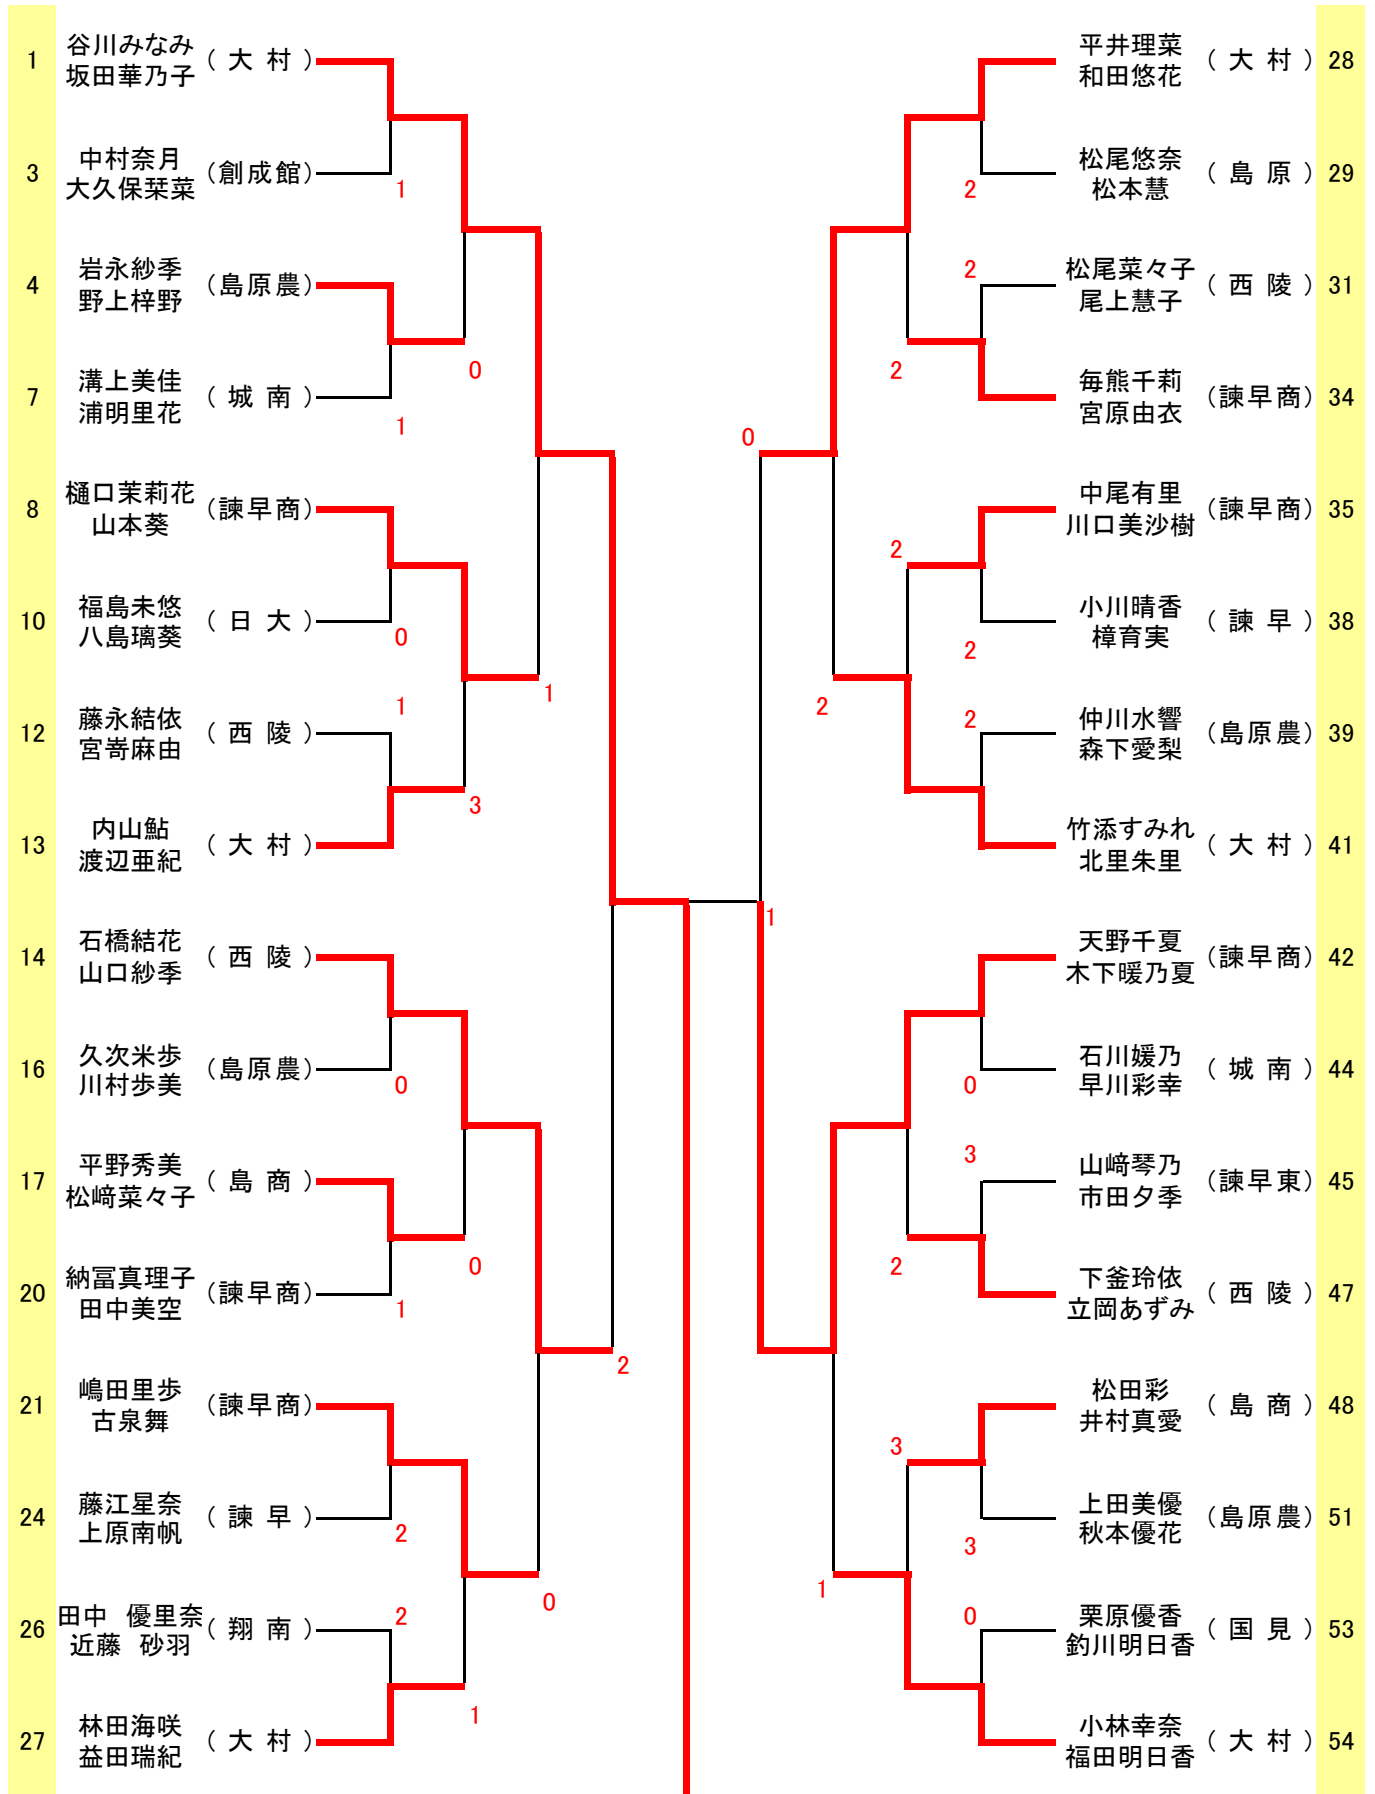 1 谷川みなみ (大村)
坂田華乃子
3 中村奈月 (創成館)
大久保栞菜
1
4 岩永紗季 (島原農)
野上梓野
0
7 溝上美佳 (城南)
浦明里花
1
8 樋口茉莉花 (諫早商)
山本葵
10 福島未悠 (日大)
八島璃葵
0
1
1
12 藤永結依 (西陵)
宮嵜麻由
3
13 内山鮎 (大村)
渡辺亜紀
14 石橋結花 (西陵)
山口紗季
16 久次米歩 (島原農)
川村歩美
0
17 平野秀美 (島商)
松﨑菜々子
0
20 納冨真理子 (諫早商)
田中美空
1
2
21 嶋田里歩 (諫早商)
古泉舞
24 藤江星奈 (諫早)
上原南帆
2
0
26 田中 優里奈 (翔南)
近藤 砂羽
2
1
27 林田海咲 (大村)
益田瑞紀
平井理菜 (大村) 28
和田悠花
松尾悠奈 (島原) 29
松本慧
2
2
松尾菜々子 (西陵) 31
尾上慧子
2
毎熊千莉 (諫早商) 34
宮原由衣
0
中尾有里 (諫早商) 35
川口美沙樹
2
小川晴香 (諫早) 38
樟育実
2
2
2
仲川水響 (島原農) 39
森下愛梨
竹添すみれ (大村) 41
北里朱里
1
天野千夏 (諫早商) 42
木下暖乃夏
石川媛乃 (城南) 44
早川彩幸
0
3
山﨑琴乃 (諫早東) 45
市田夕季
2
下釜玲依 (西陵) 47
立岡あずみ
松田彩 (島商) 48
井村真愛
3
上田美優 (島原農) 51
秋本優花
3
1
0
栗原優香 (国見) 53
釣川明日香
小林幸奈 (大村) 54
福田明日香